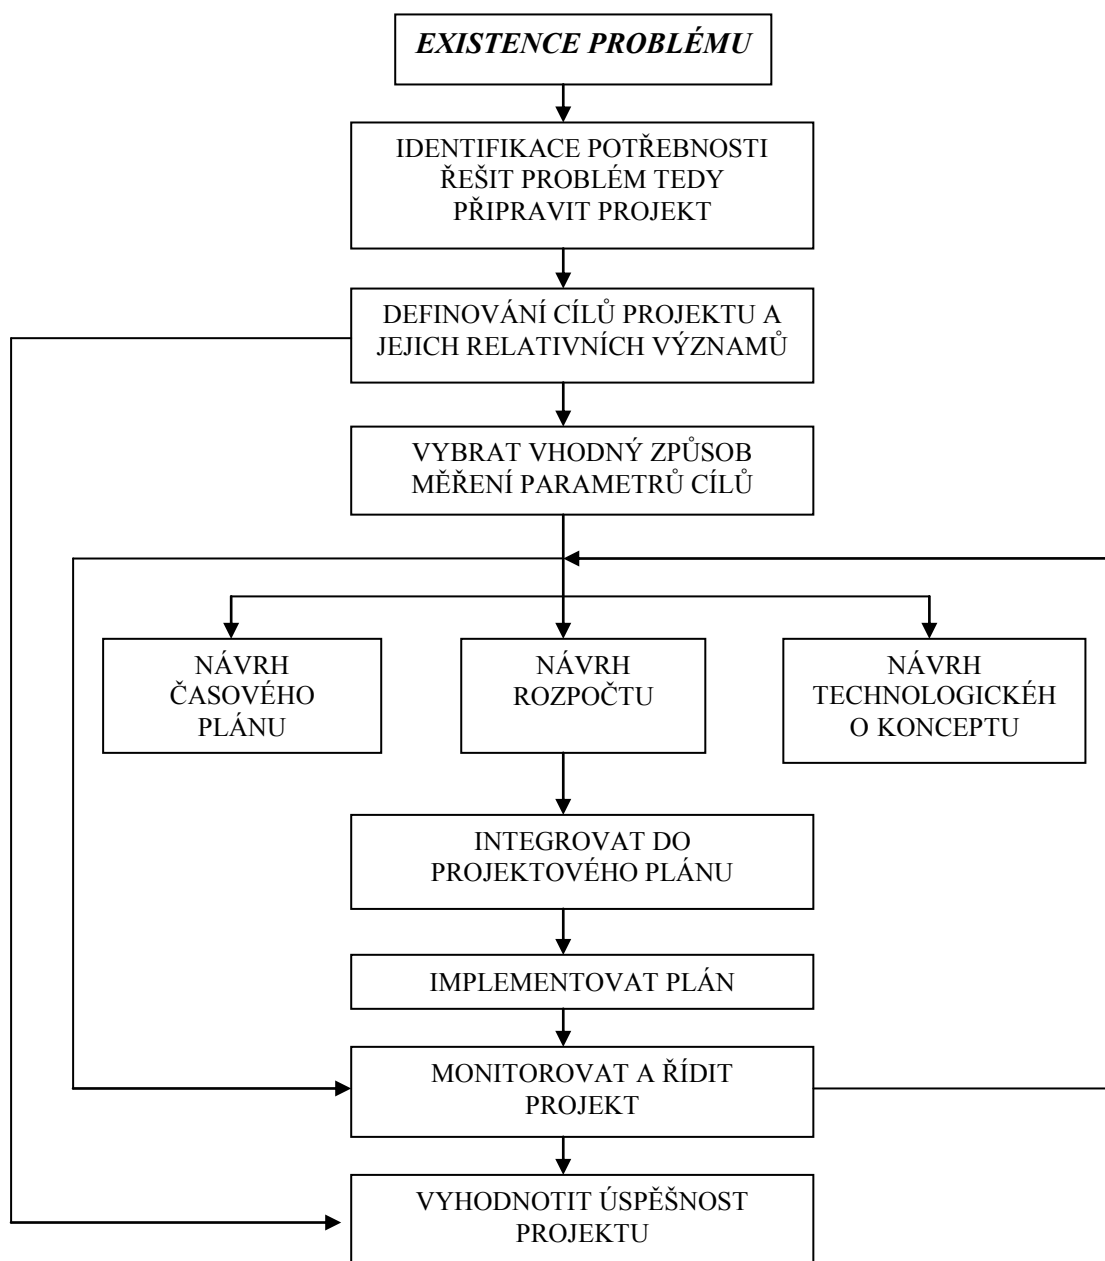 EXISTENCE PROBLÉMU
IDENTIFIKACE POTŘEBNOSTI
ŘEŠIT PROBLÉM TEDY
PŘIPRAVIT PROJEKT
DEFINOVÁNÍ CÍLŮ PROJEKTU A
JEJICH RELATIVNÍCH VÝZNAMŮ
VYBRAT VHODNÝ ZPŮSOB
MĚŘENÍ PARAMETRŮ CÍLŮ
NÁVRH
ČASOVÉHO
PLÁNU
NÁVRH
ROZPOČTU
NÁVRH
TECHNOLOGICKÉH
O KONCEPTU
INTEGROVAT DO
PROJEKTOVÉHO PLÁNU
IMPLEMENTOVAT PLÁN
MONITOROVAT A ŘÍDIT
PROJEKT
VYHODNOTIT ÚSPĚŠNOST
PROJEKTU